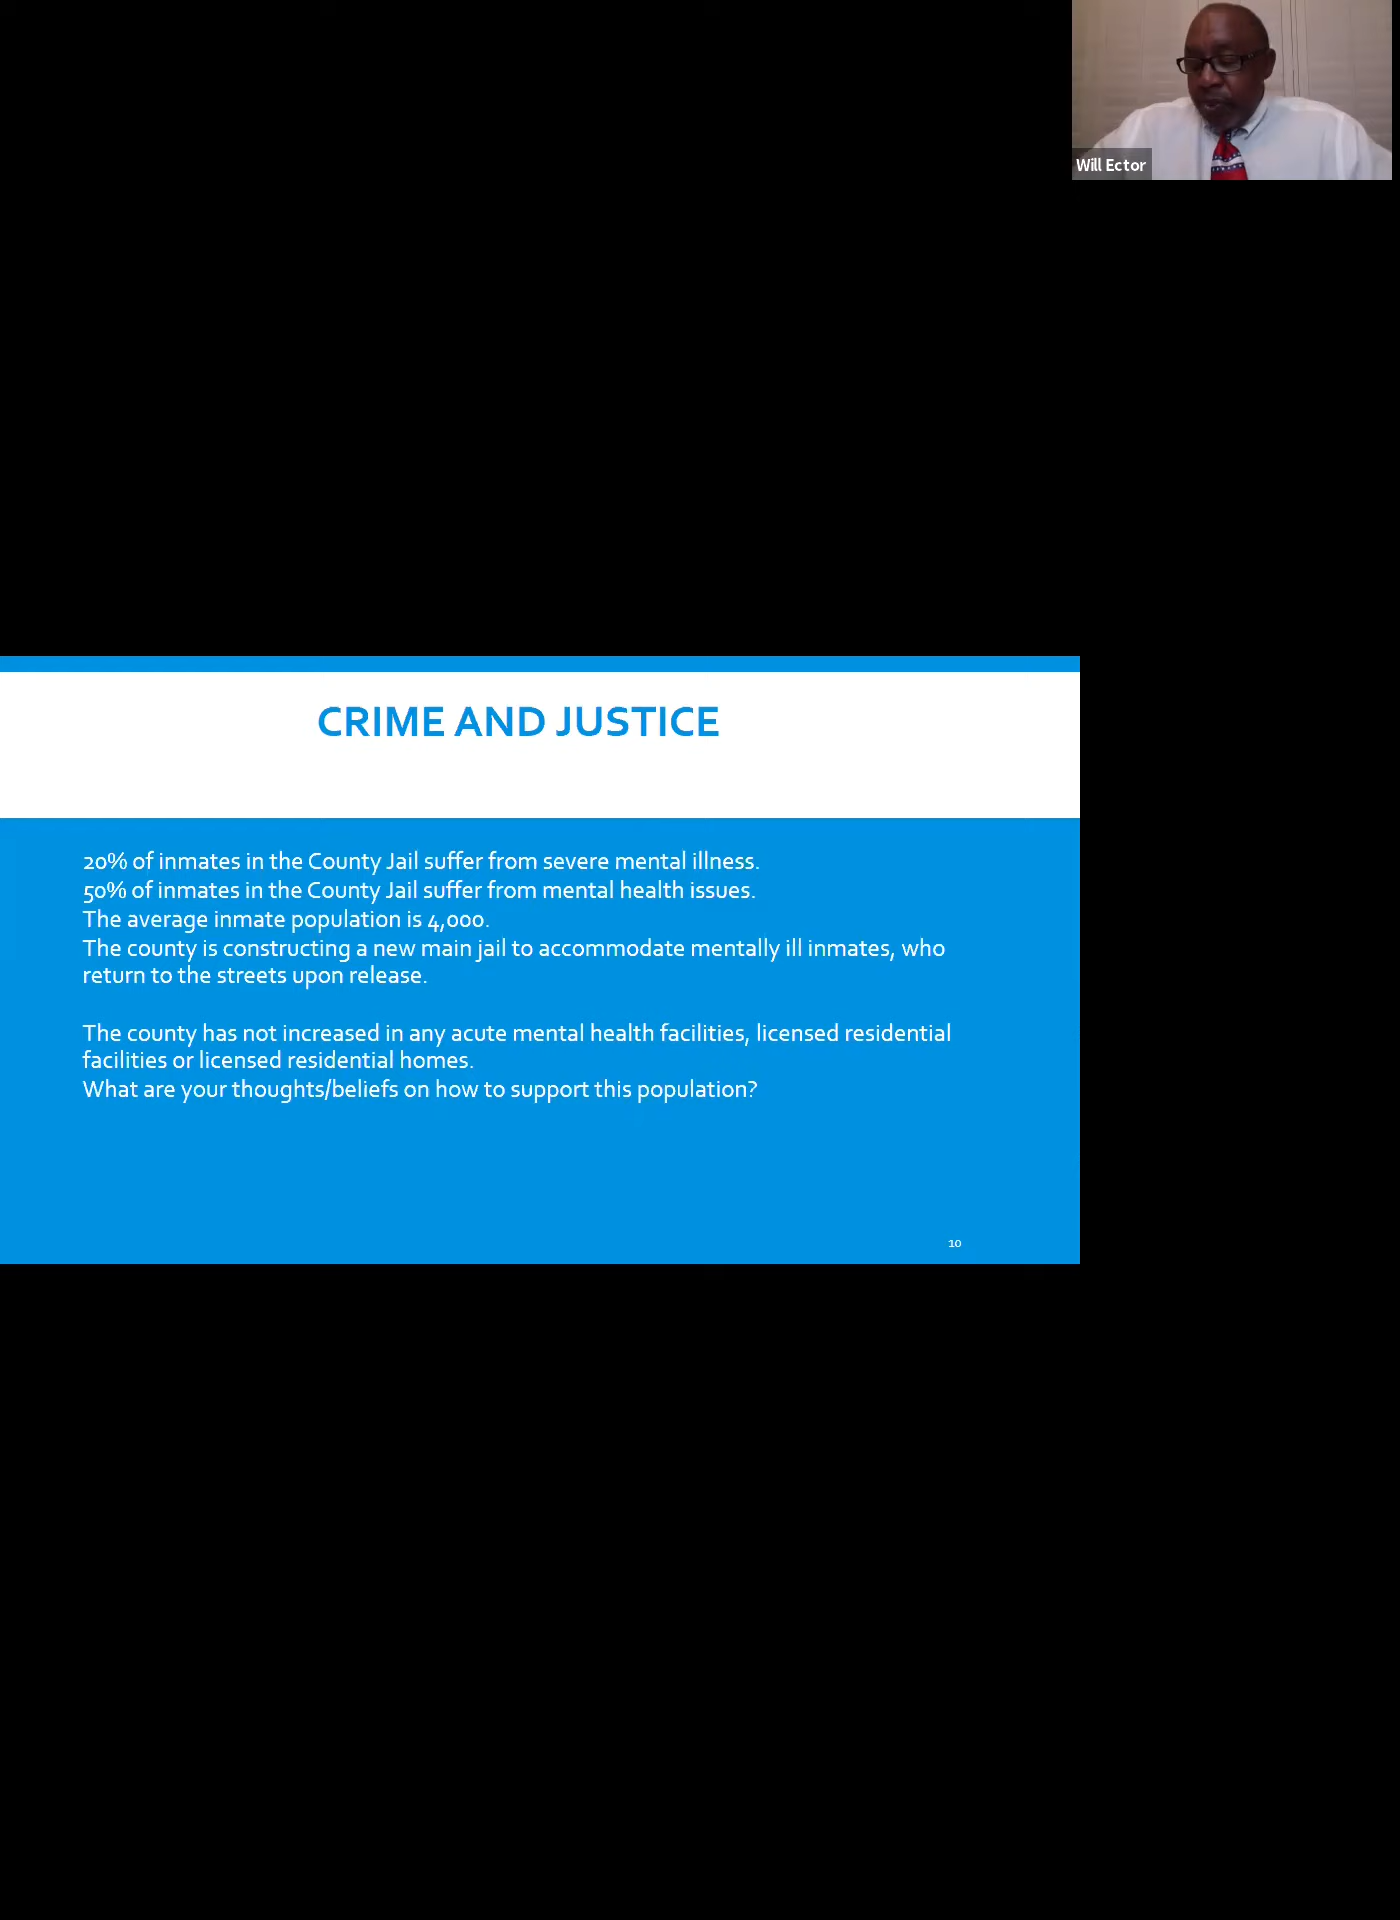 Will Ector
CRIME AND JUSTICE
20% of inmates in the County Jail suffer from severe mental illness.
50% of inmates in the County Jail suffer from mental health issues.
The average inmate population is 4,000.
The county is constructing a new main jail to accommodate mentally ill inmates, who
return to the streets upon release.
The county has not increased in any acute mental health facilities, licensed residential
facilities or licensed residential homes.
What are your thoughts/beliefs on how to support this population?
10